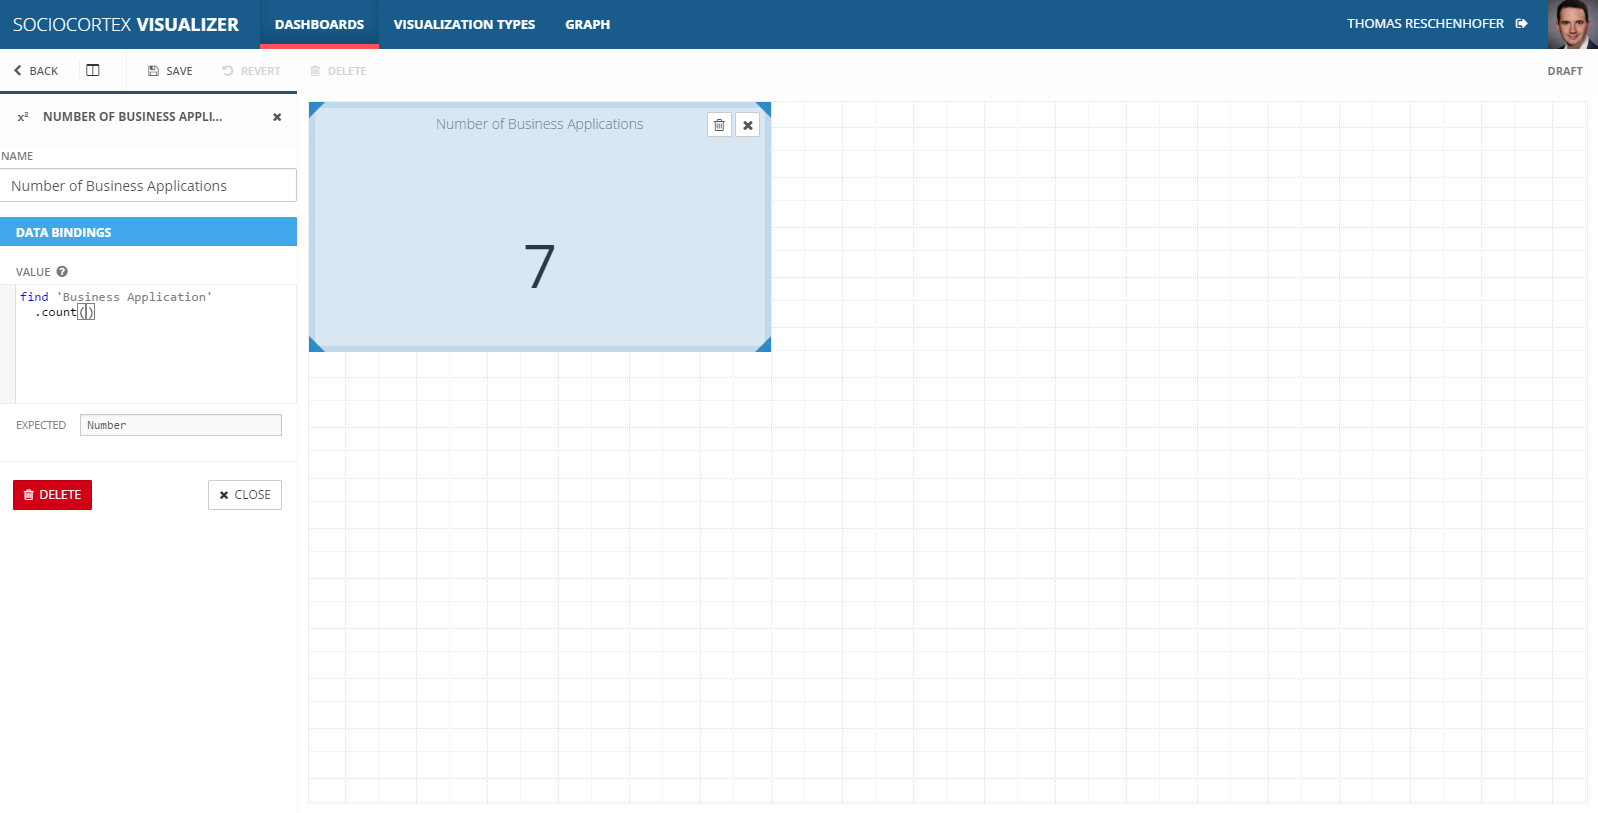 SOCIOCORTEX VISUALIZER
DASHBOARDS
VISUALIZATION TYPES
GRAPH
THOMAS RESCHENHOFER
BACK
SAVE
REVERT
DELETE
DRAFT
x² NUMBER OF BUSINESS APPLI...
NAME
Number of Business Applications
DATA BINDINGS
VALUE
find 'Business Application'
.count()
EXPECTED Number
DELETE
CLOSE
Number of Business Applications
7